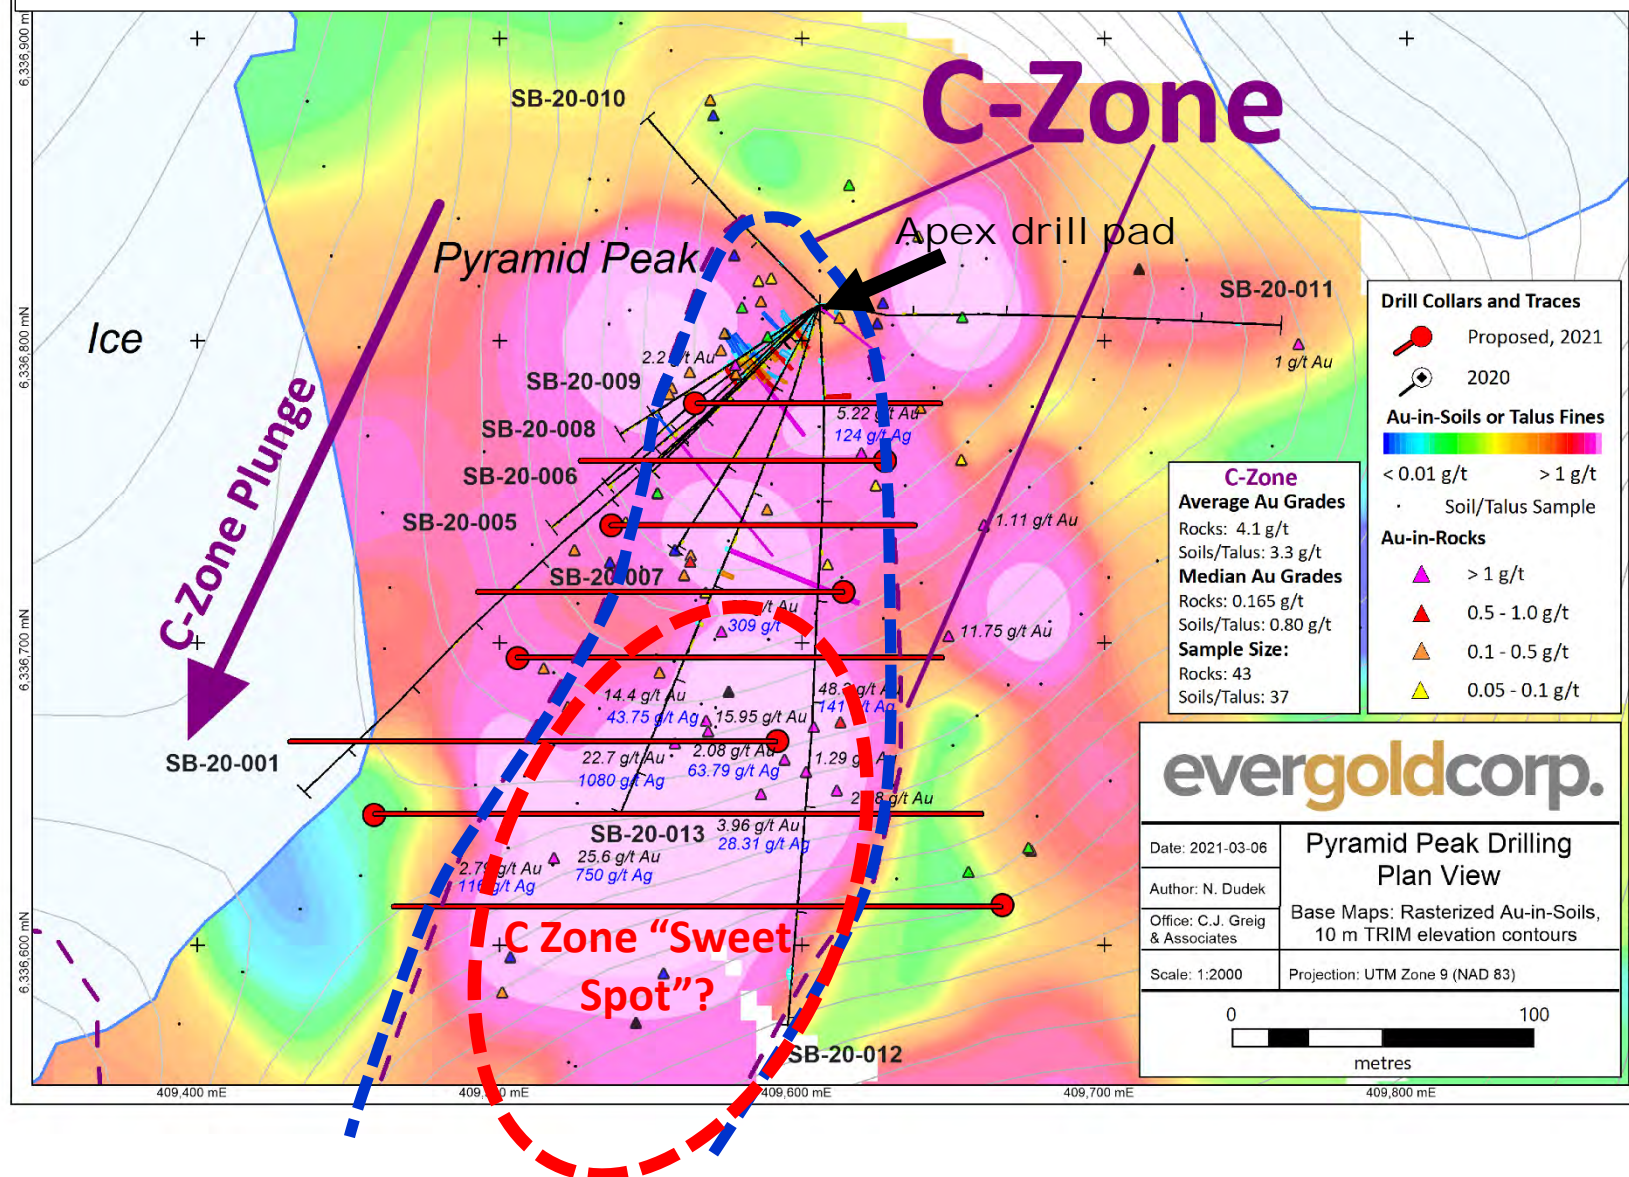 6,336,900 m
SB-20-010
C-Zone
Apex drill pad
Pyramid Peak
SB-20-011
Ice
6,336,800 mN
1 g/t Au
SB-20-009
SB-20-008
5.22 g/t Au
124 g/t Ag
SB-20-006
SB-20-005
1.11 g/t Au
SB-20-007
C-Zone Plunge
309 g/t
11.75 g/t Au
6,336,700 mN
14.4 g/t Au
43.75 g/t Ag
15.95 g/t Au
g/t Au
SB-20-001
22.7 g/t Au
1080 g/t Ag
2.08 g/t Au
63.79 g/t Ag
1.29
g/t Au
SB-20-013
3.96 g/t Au
28.31 g/t Ag
2.79 g/t Au
25.6 g/t Au
750 g/t Ag
C Zone “Sweet
Spot”?
6,336,600 mN
SB-20-012
409,400 mE
409,600 mE
409,700 mE
409,800 mE
Drill Collars and Traces
Proposed, 2021
2020
Au-in-Soils or Talus Fines
< 0.01 g/t
> 1 g/t
Soil/Talus Sample
Au-in-Rocks
> 1 g/t
0.5 - 1.0 g/t
0.1 - 0.5 g/t
0.05 - 0.1 g/t
C-Zone
Average Au Grades
Rocks: 4.1 g/t
Soils/Talus: 3.3 g/t
Median Au Grades
Rocks: 0.165 g/t
Soils/Talus: 0.80 g/t
Sample Size:
Rocks: 43
Soils/Talus: 37
evergoldcorp.
Date: 2021-03-06
Author: N. Dudek
Office: C.J. Greig
& Associates
Scale: 1:2000
Pyramid Peak Drilling
Plan View
Base Maps: Rasterized Au-in-Soils,
10 m TRIM elevation contours
Projection: UTM Zone 9 (NAD 83)
0
100
metres